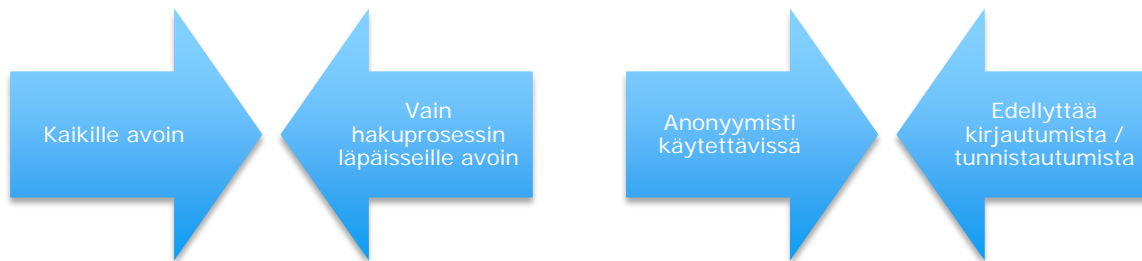 Kaikille avoin
Vain
hakuprosessin
läpäisseille avoin
Anonyymisti
käytettävissä
Edellyttää
kirjautumista /
tunnistautumista